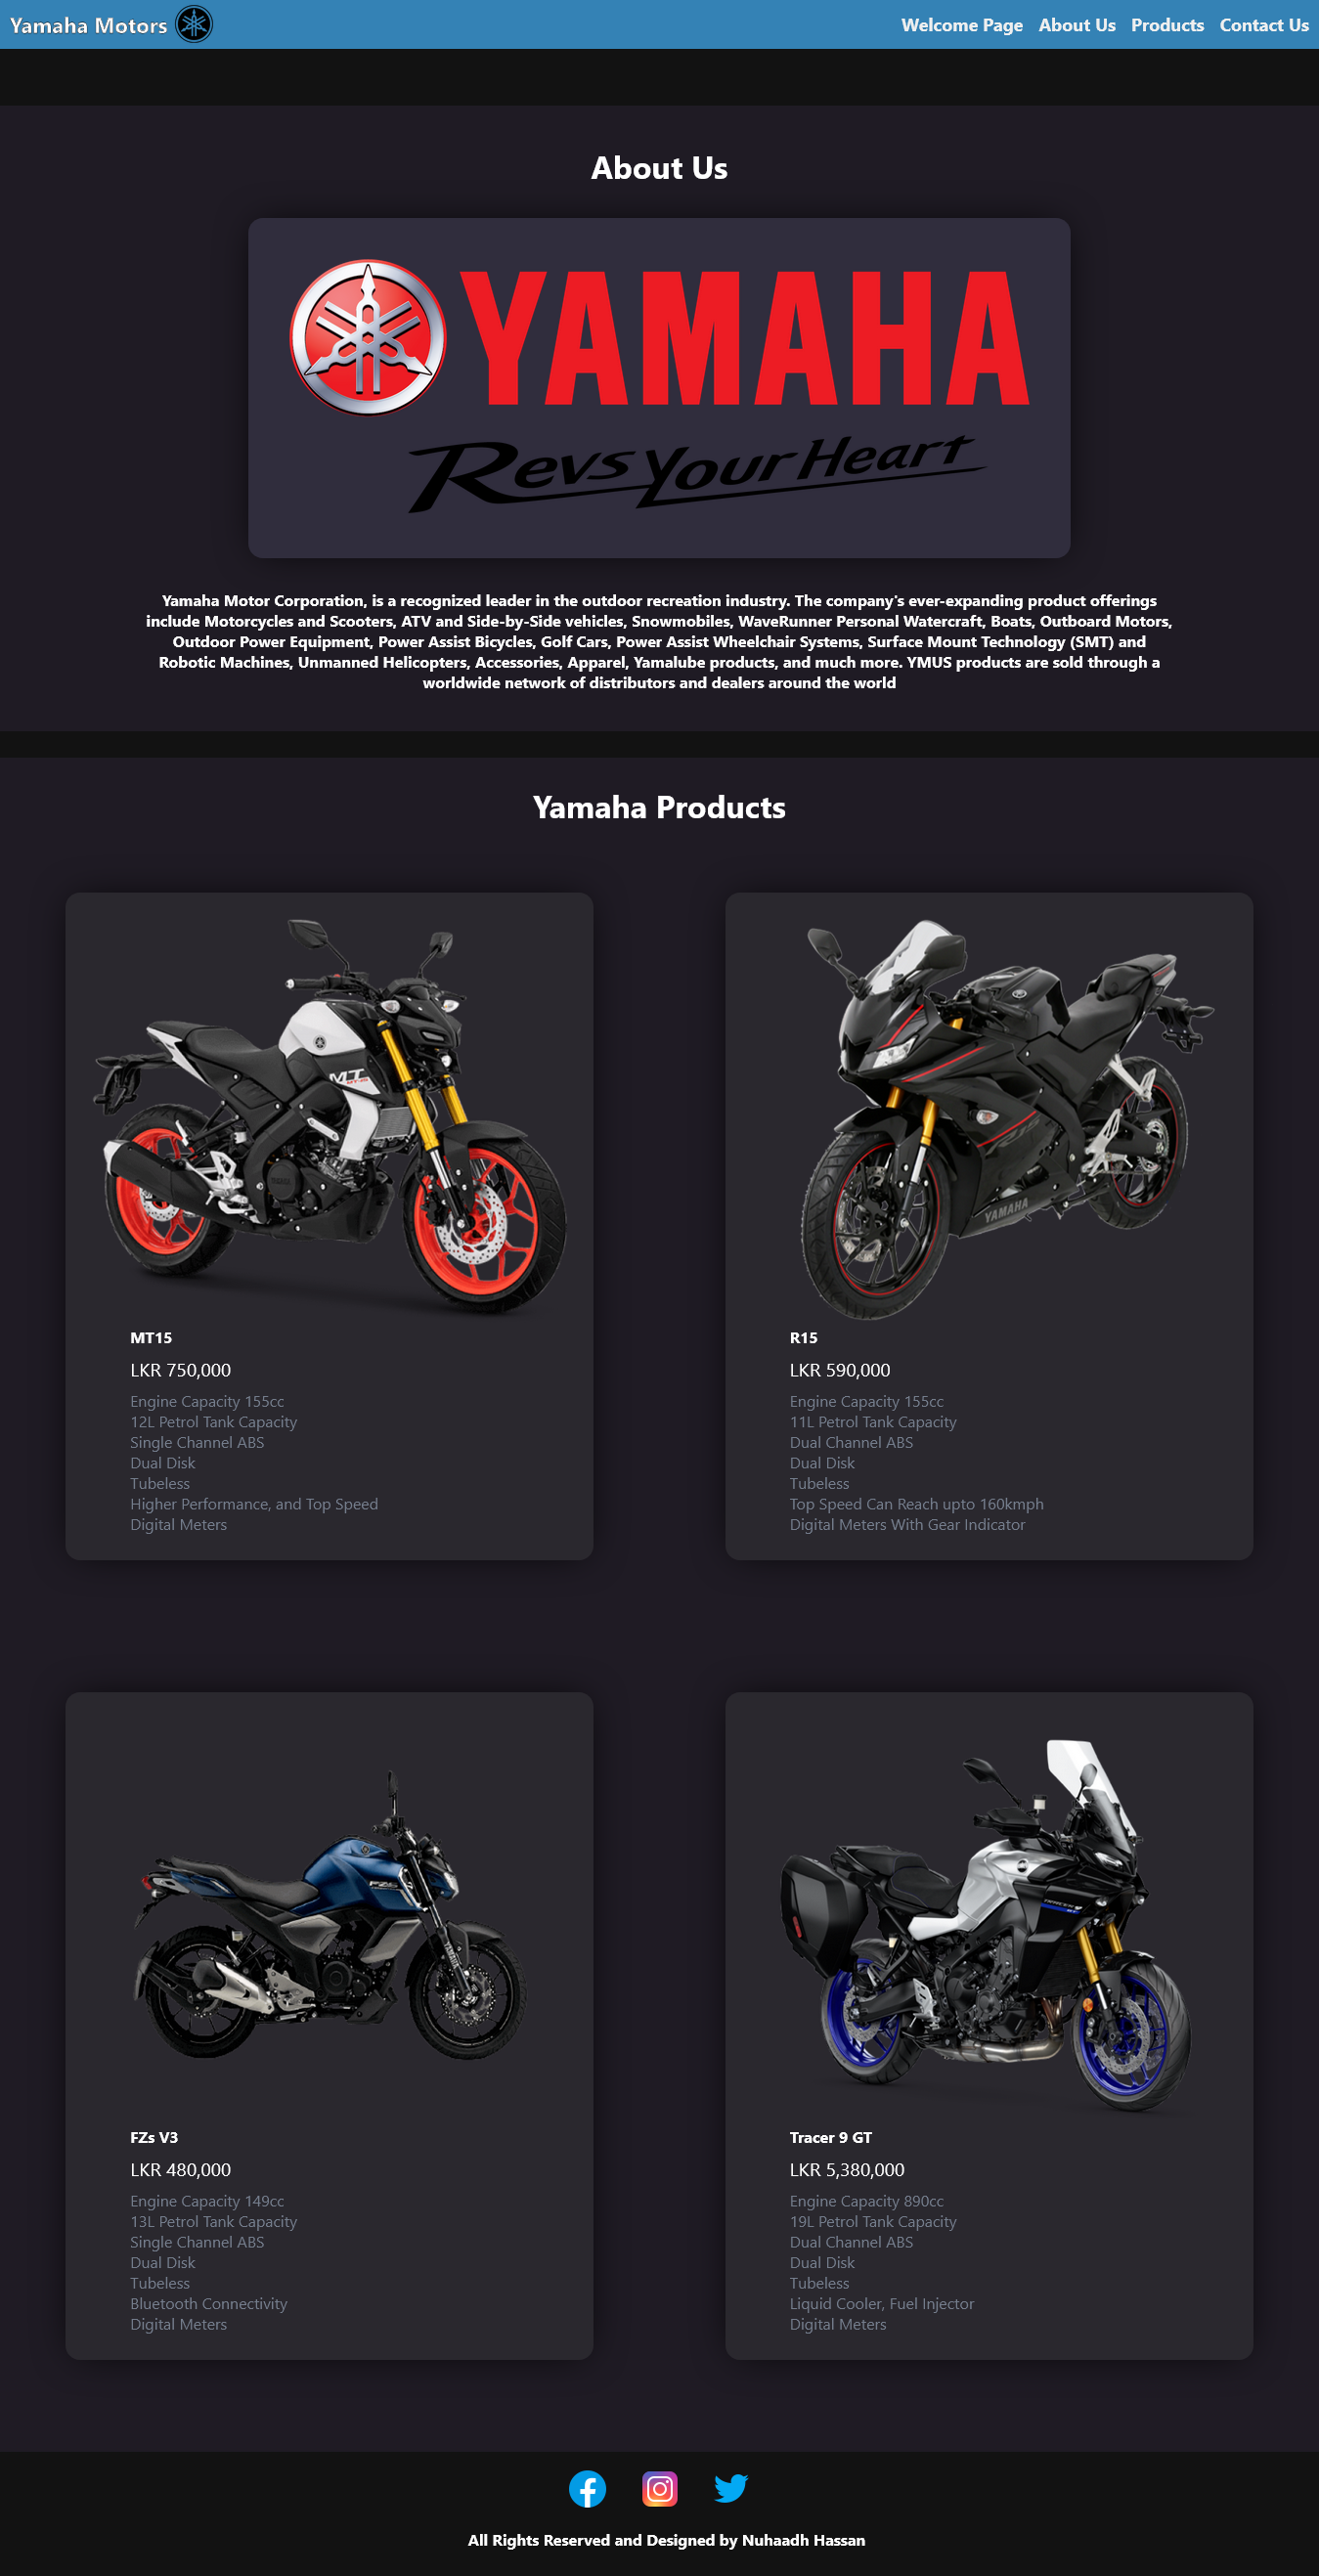 Yamaha Motors
Welcome Page About Us Products Contact Us
About Us
YAMAHA
Revs Your Heart
Yamaha Motor Corporation, is a recognized leader in the outdoor recreation industry. The company's ever-expanding product offerings
include Motorcycles and Scooters, ATV and Side-by-Side vehicles, Snowmobiles, WaveRunner Personal Watercraft, Boats, Outboard Motors,
Outdoor Power Equipment, Power Assist Bicycles, Golf Cars, Power Assist Wheelchair Systems, Surface Mount Technology (SMT) and
Robotic Machines, Unmanned Helicopters, Accessories, Apparel, Yamalube products, and much more. YMUS products are sold through a
worldwide network of distributors and dealers around the world
Yamaha Products
MT
YAMAHA
MT15
LKR 750,000
Engine Capacity 155cc
12L Petrol Tank Capacity
Single Channel ABS
Dual Disk
Tubeless
Higher Performance, and Top Speed
Digital Meters
YAMAHA
R15
LKR 590,000
Engine Capacity 155cc
11L Petrol Tank Capacity
Dual Channel ABS
Dual Disk
Tubeless
Top Speed Can Reach upto 160kmph
Digital Meters With Gear Indicator
FZS
FZs V3
LKR 480,000
Engine Capacity 149cc
13L Petrol Tank Capacity
Single Channel ABS
Dual Disk
Tubeless
Bluetooth Connectivity
Digital Meters
Tracer 9 GT
LKR 5,380,000
Engine Capacity 890cc
19L Petrol Tank Capacity
Dual Channel ABS
Dual Disk
Tubeless
Liquid Cooler, Fuel Injector
Digital Meters
All Rights Reserved and Designed by Nuhaadh Hassan